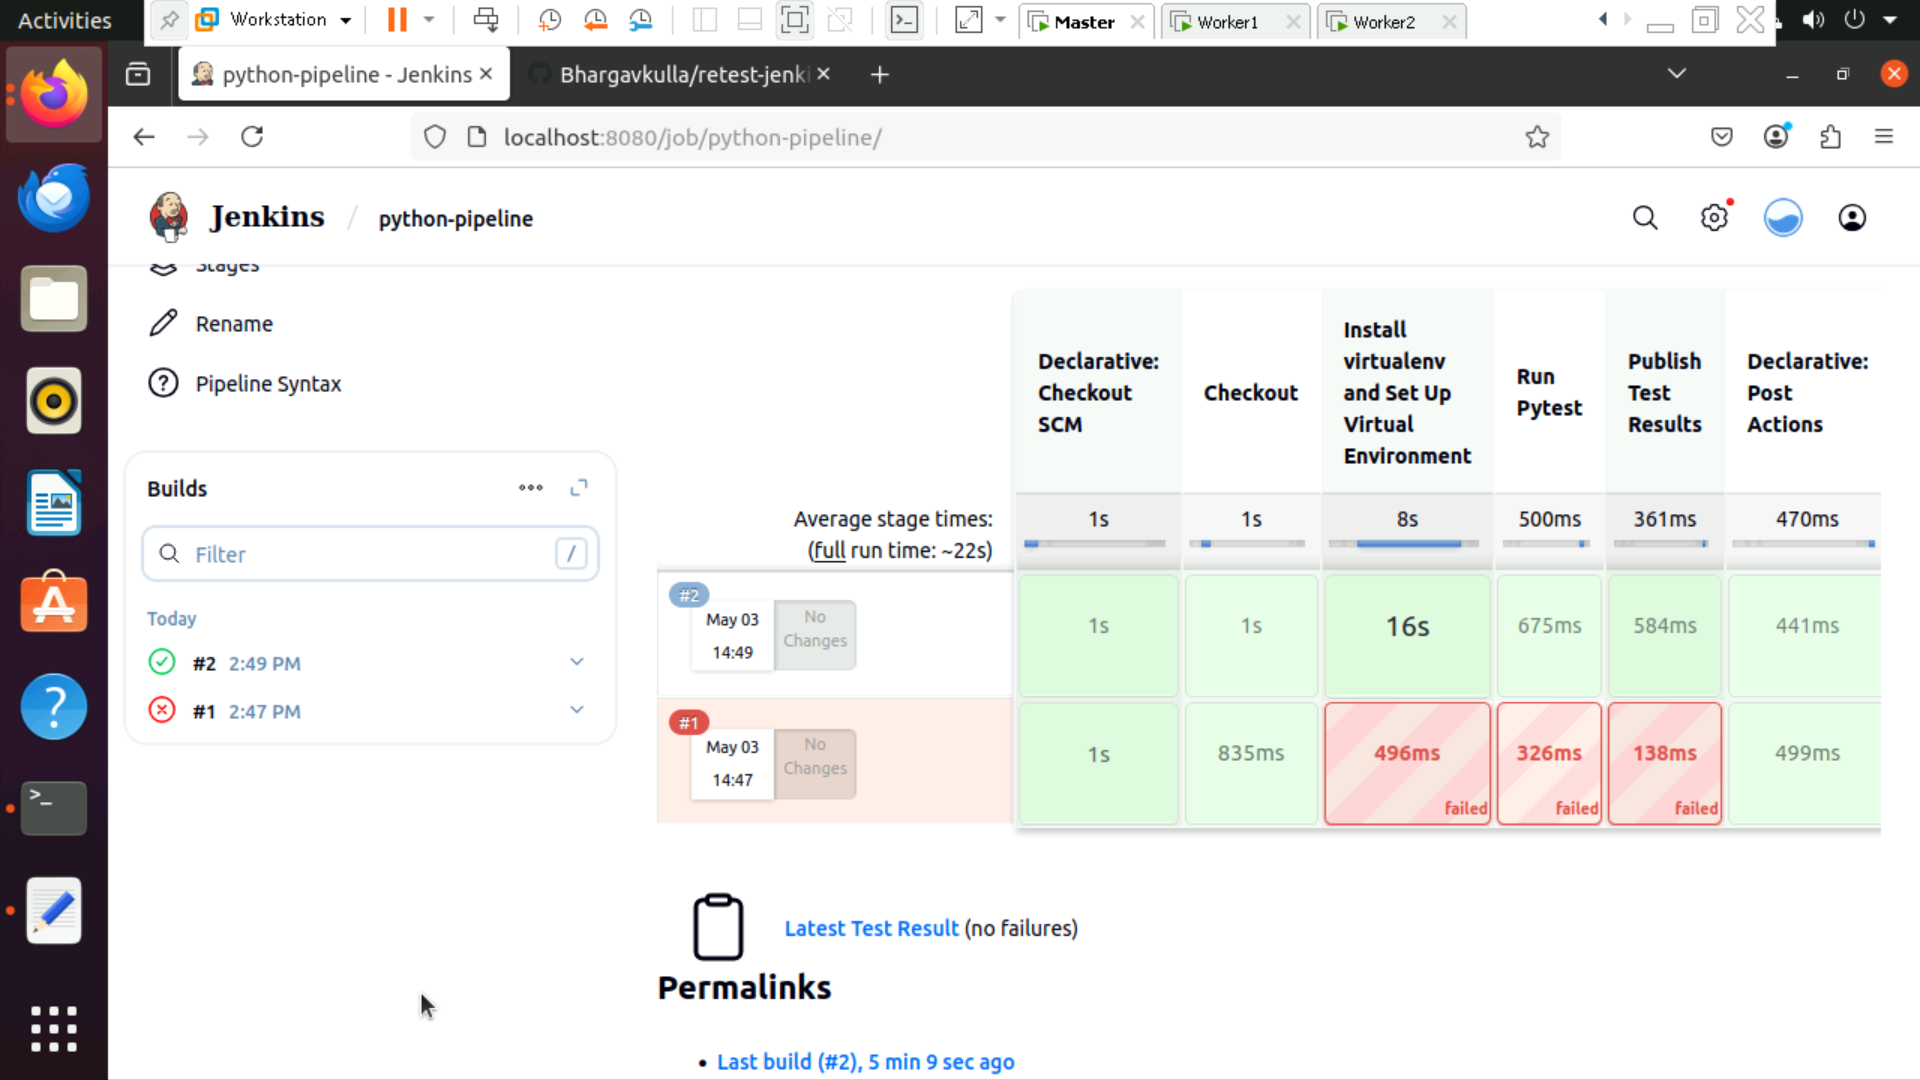 Activities
Workstation
Master
Worker1
Worker2
python-pipeline - Jenkins
Bhargavkulla/retest-jenki
localhost:8080/job/python-pipeline/
Jenkins / python-pipeline
Stages
Rename
Pipeline Syntax
Builds
Filter
/
Today
#2 2:49 PM
#1 2:47 PM
Declarative:
Checkout
SCM
Checkout
Install
virtualenv
and Set Up
Virtual
Environment
Run
Pytest
Publish
Test
Results
Declarative:
Post
Actions
Average stage times:
(full run time: ~22s)
1s
1s
8s
500ms
361ms
470ms
#2
May 03
14:49
No
Changes
1s
1s
16s
675ms
584ms
441ms
#1
May 03
14:47
No
Changes
1s
835ms
496ms
failed
326ms
failed
138ms
failed
499ms
Latest Test Result (no failures)
Permalinks
• Last build (#2), 5 min 9 sec ago